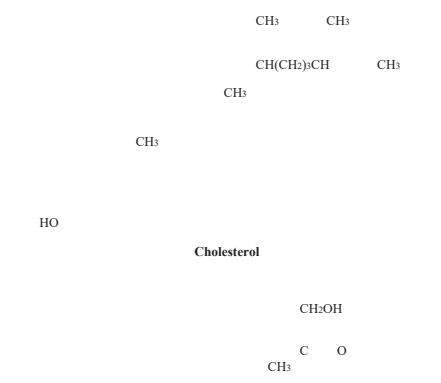 CH3 CH3
CH(CH2)3CH CH3
CH3
CH3
HO
Cholesterol
CH2OH
C O
CH3